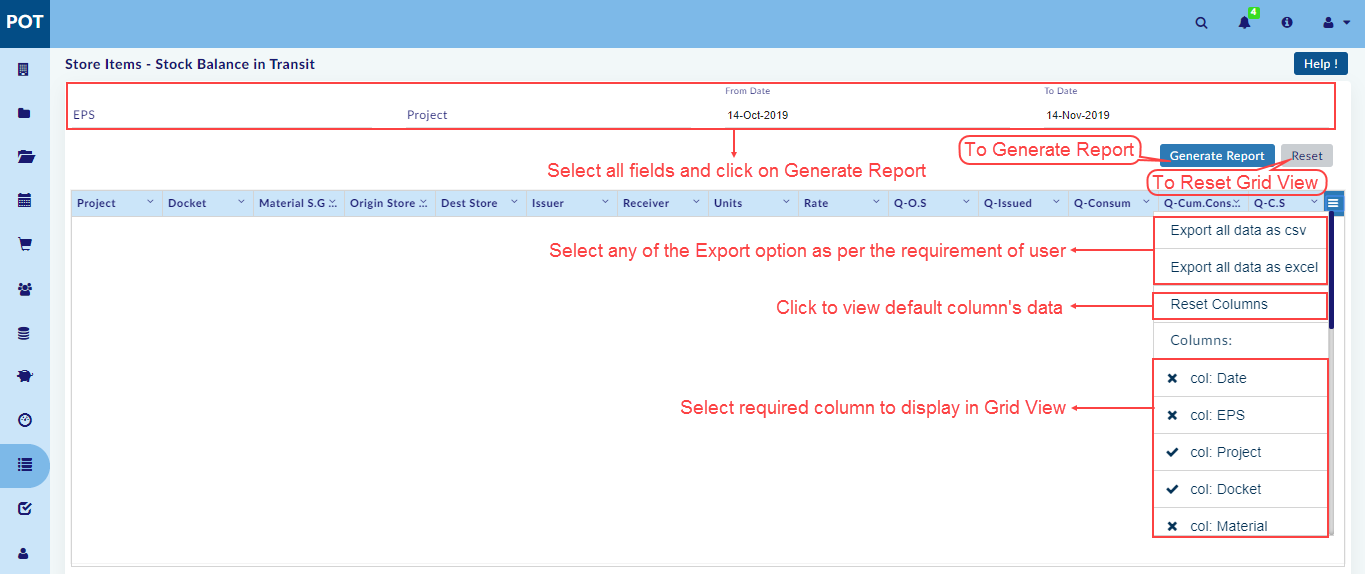 POT
4
Store Items - Stock Balance in Transit
Help !
From Date
To Date
EPS
Project
14-Oct-2019
14-Nov-2019
To Generate Report
Generate Report
Reset
Select all fields and click on Generate Report
To Reset Grid View
Project
Docket
Material S.G ...
Origin Store ...
Dest Store
Issuer
Receiver
Units
Rate
Q-O.S
Q-Issued
Q-Consum
Q-Cum.Cons...
Q-C.S
Export all data as csv
Select any of the Export option as per the requirement of user
Export all data as excel
Reset Columns
Click to view default column's data
Columns:
col: Date
Select required column to display in Grid View
col: EPS
col: Project
col: Docket
col: Material